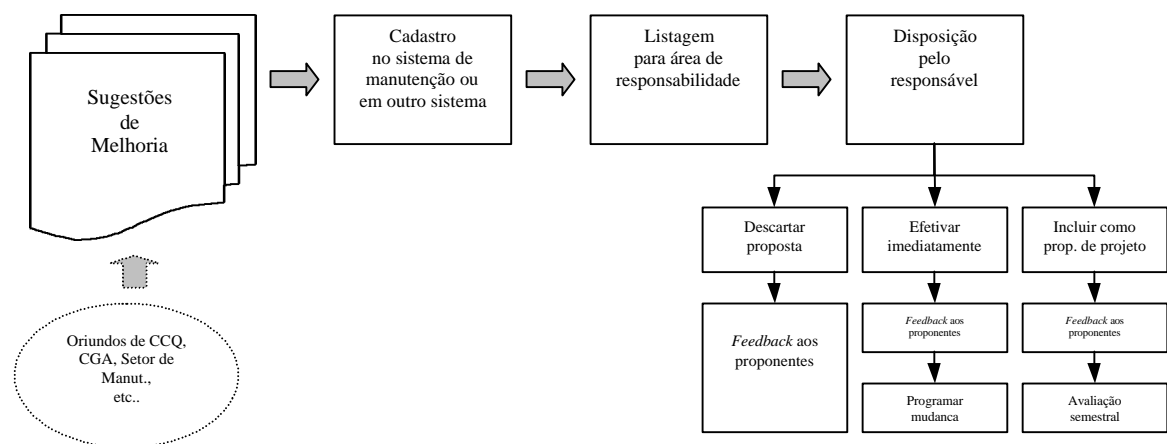 Sugestões
de
Melhoria
Cadastro
no sistema de
manutenção ou
em outro sistema
Listagem
para área de
responsabilidade
Disposição
pelo
responsável
Descartar
proposta
Efetivar
imediatamente
Incluir como
prop. de projeto
Feedback aos
proponentes
Feedback aos
proponentes
Feedback aos
proponentes
Programar
mudanca
Avaliação
semestral
Oriundos de CCQ,
CGA, Setor de
Manut.,
etc..